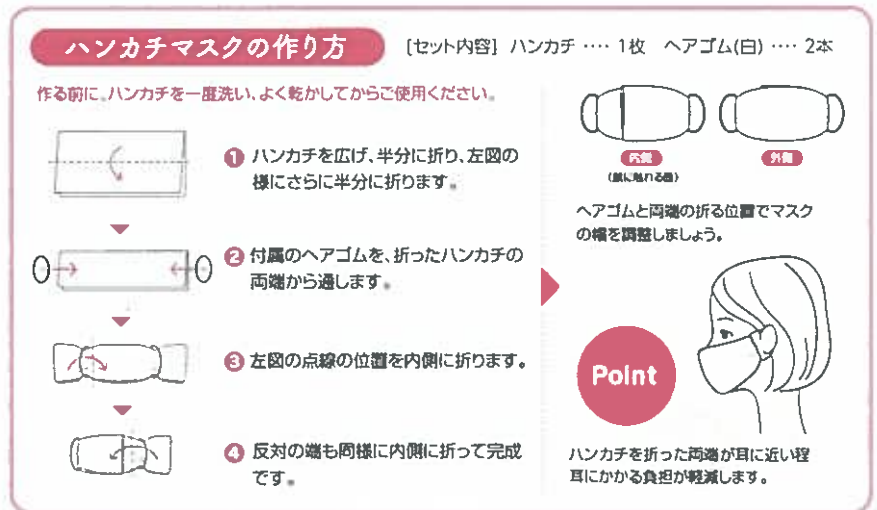 ハンカチマスクの作り方
[セット内容] ハンカチ ‥‥ 1枚 ヘアゴム(白) ‥‥ 2本
作る前に。ハンカチを一度洗い、よく乾かしてからご使用ください。
1 ハンカチを広げ、半分に折り、左図の
様にさらに半分に折ります。
2 付属のヘアゴムを、折ったハンカチの
両端から通します。
3 左図の点線の位置を内側に折ります。
4 反対の端も同様に内側に折って完成
です。
内側
(肌に触れる面)
外側
ヘアゴムと両端の折る位置でマスク
の幅を調整しましょう。
Point
ハンカチを折った両端が耳に近い程
耳にかかる負担が軽減します。